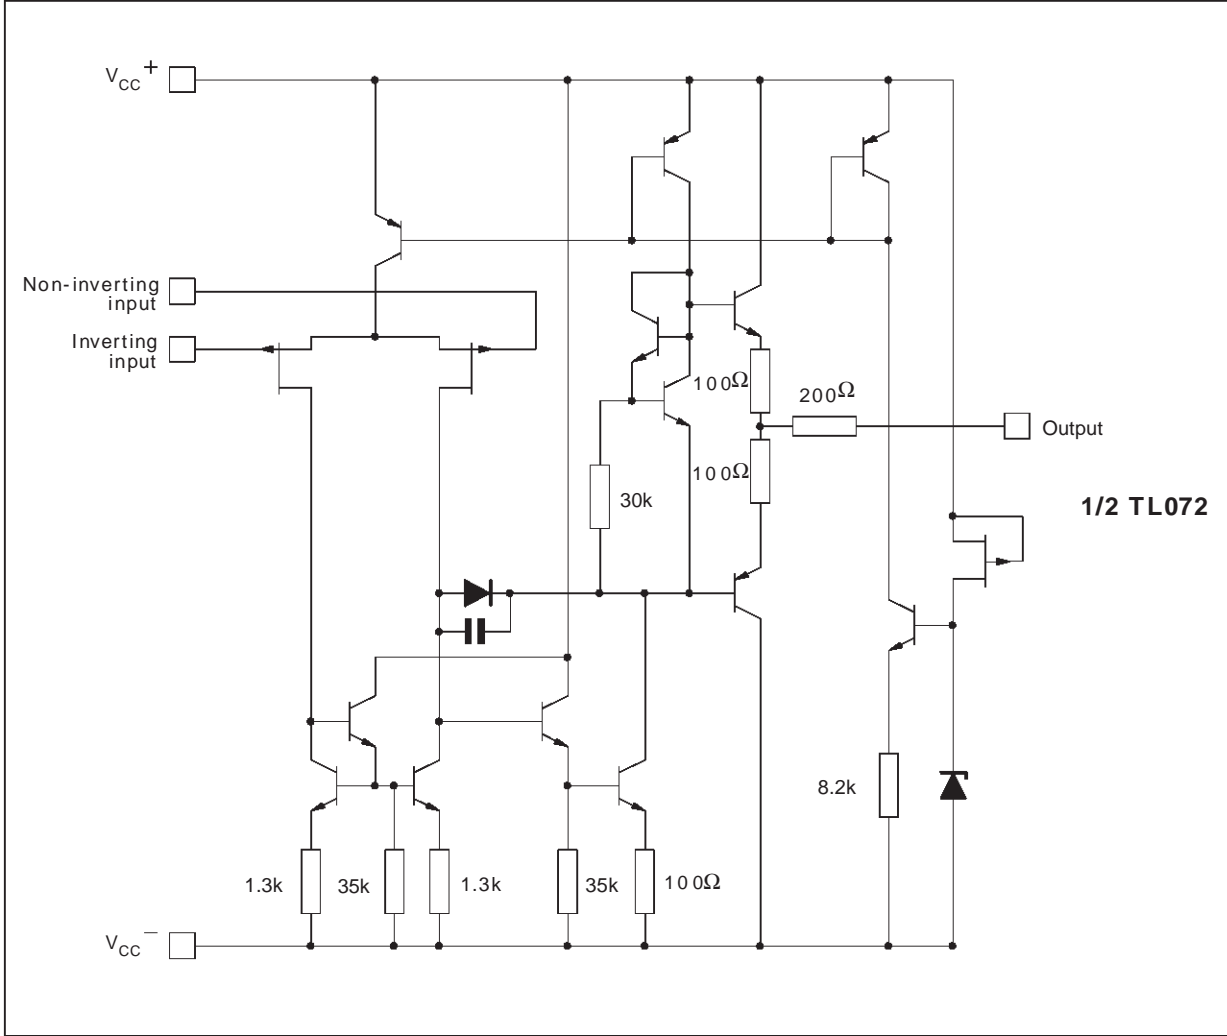 VCC+
Non-inverting
input
Inverting
input
100Ω
200Ω
Output
100Ω
30k
1/2 TL072
8.2k
1.3k
35k
1.3k
35k
100Ω
VCC−